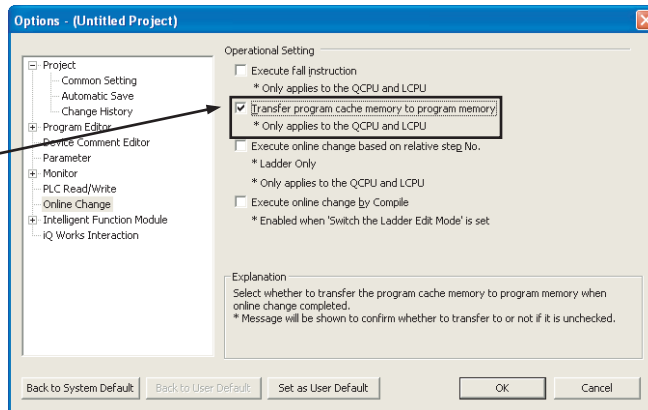 Options - (Untitled Project)
Project
Common Setting
Automatic Save
Change History
Program Editor
Device Comment Editor
Parameter
Monitor
PLC Read/Write
Online Change
Intelligent Function Module
iQ Works Interaction
Operational Setting
Execute fall instruction
* Only applies to the QCPU and LCPU
Transfer program cache memory to program memory
* Only applies to the QCPU and LCPU
Execute online change based on relative step No.
* Ladder Only
* Only applies to the QCPU and LCPU
Execute online change by Compile
* Enabled when 'Switch the Ladder Edit Mode' is set
Explanation
Select whether to transfer the program cache memory to program memory when
online change completed.
* Message will be shown to confirm whether to transfer to or not if it is unchecked.
Back to System Default Back to User Default Set as User Default OK Cancel